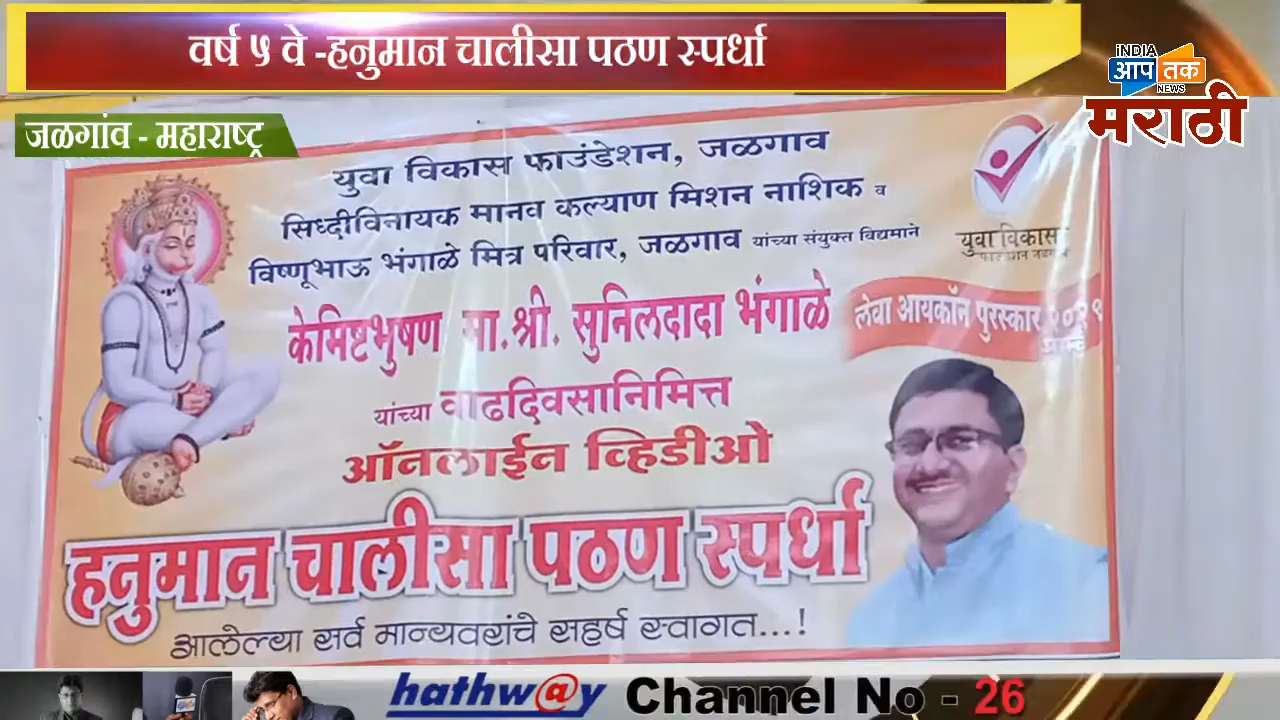 वर्ष ५ वे -हनुमान चालीसा पठण स्पर्धा
INDIA
आप तक
NEWS
मराठी
जळगांव - महाराष्ट्र
युवा विकास फाउंडेशन, जळगाव
सिध्दीविनायक मानव कल्याण मिशन नाशिक व
विष्णूभाऊ भंगाळे मित्र परिवार, जळगाव यांच्या संयुक्त विद्यमाने
युवा विकास
केमिष्टभुषण मा.श्री. सुनिलदादा भंगाळे
लेवा आयकॉन पुरस्कार
यांच्या वाढदिवसानिमित्त
ऑनलाईन व्हिडीओ
हनुमान चालीसा पठण स्पर्धा
आलेल्या सर्व मान्यवरांचे सहर्ष स्वागत...!
hathw@y Channel No - 26